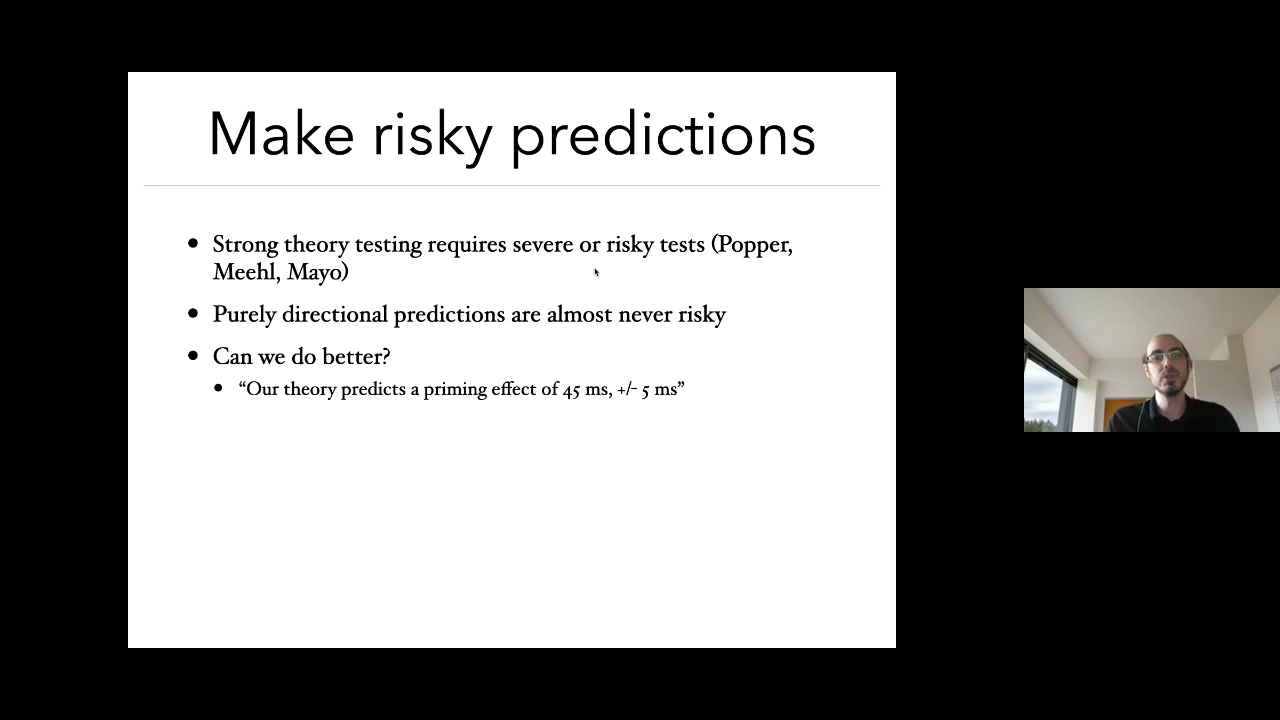 Make risky predictions
• Strong theory testing requires severe or risky tests (Popper,
Meehl, Mayo)
• Purely directional predictions are almost never risky
• Can we do better?
• “Our theory predicts a priming effect of 45 ms, +/- 5 ms”